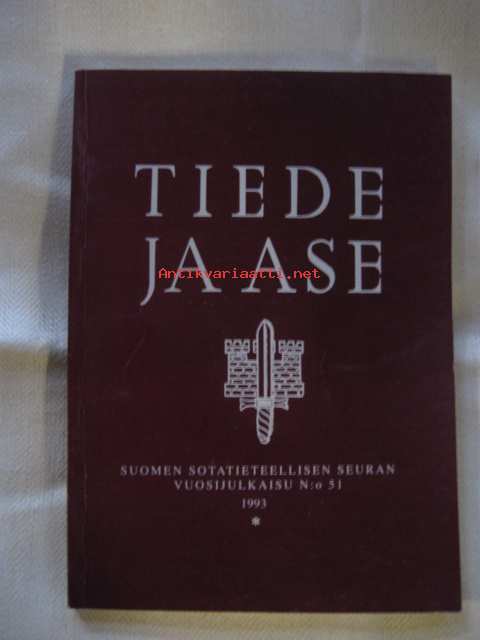 TIEDE
Antikvariaatti.net
JA ASE
SUOMEN SOTATIETEELLISEN SEURAN
VUOSIJULKAISU N:o 51
1993
*